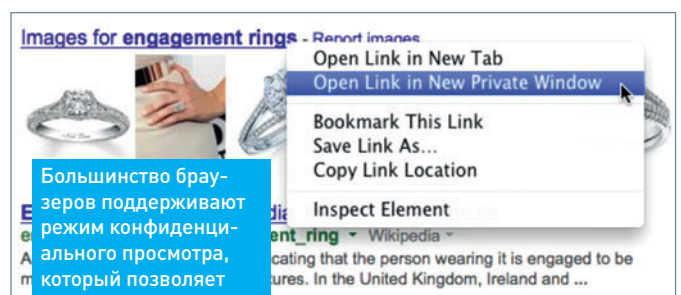 Images for engagement rings - Report images
Open Link in New Tab
Open Link in New Private Window
Bookmark This Link
Save Link As...
Copy Link Location
Inspect Element
Большинство брау-
зеров поддерживают
режим конфиденци-
ального просмотра,
который позволяет
ent_ring Wikipedia
cating that the person wearing it is engaged to be
tures. In the United Kingdom, Ireland and ...